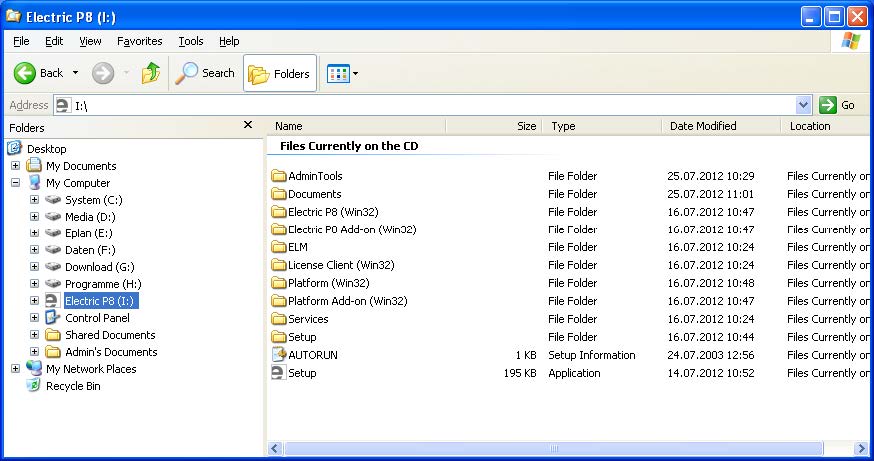 Electric P8 (I:)
File Edit View Favorites Tools Help
Back Search Folders
Address I:\ Go
Folders
Desktop
My Documents
My Computer
System (C:)
Media (D:)
Eplan (E:)
Daten (F:)
Download (G:)
Programme (H:)
Electric P8 (I:)
Control Panel
Shared Documents
Admin's Documents
My Network Places
Recycle Bin
Name Size Type Date Modified Location
Files Currently on the CD
AdminTools File Folder 25.07.2012 10:29 Files Currently on
Documents File Folder 25.07.2012 11:01 Files Currently on
Electric P8 (Win32) File Folder 16.07.2012 10:47 Files Currently on
Electric P8 Add-on (Win32) File Folder 16.07.2012 10:47 Files Currently on
ELM File Folder 16.07.2012 10:24 Files Currently on
License Client (Win32) File Folder 16.07.2012 10:24 Files Currently on
Platform (Win32) File Folder 16.07.2012 10:48 Files Currently on
Platform Add-on (Win32) File Folder 16.07.2012 10:47 Files Currently on
Services File Folder 16.07.2012 10:24 Files Currently on
Setup File Folder 16.07.2012 10:44 Files Currently on
AUTORUN 1 KB Setup Information 24.07.2003 12:56 Files Currently on
Setup 195 KB Application 14.07.2012 10:52 Files Currently on